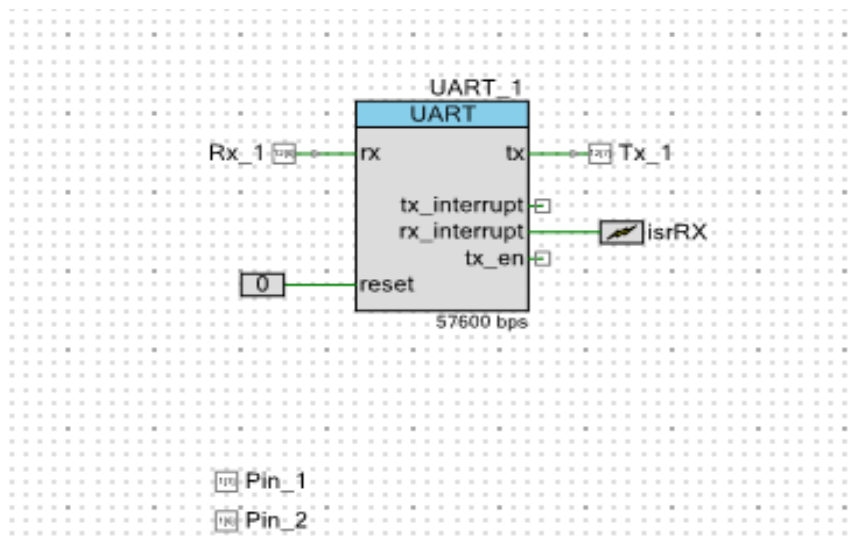 UART_1
UART
Rx_1 rx tx Tx_1
tx_interrupt
rx_interrupt isrRX
tx_en
0 reset
57600 bps
Pin_1
Pin_2